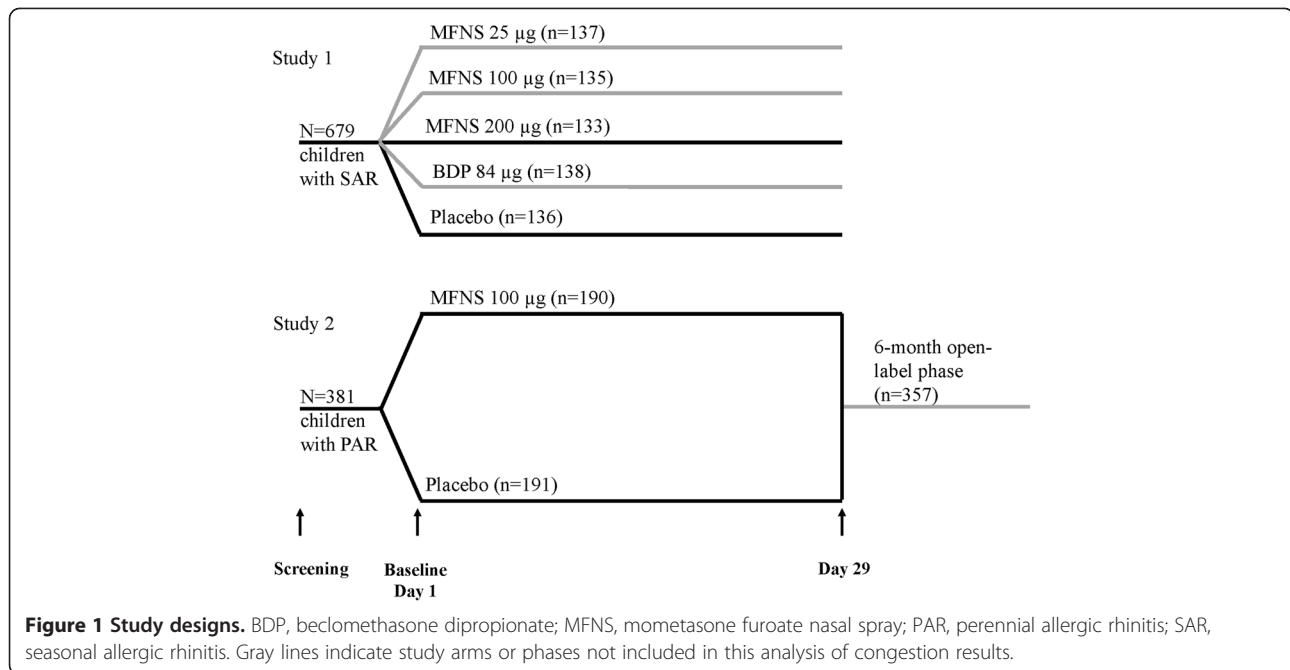 MFNS 25 µg (n=137)
Study 1
MFNS 100 µg (n=135)
MFNS 200 µg (n=133)
N=679
children
with SAR
BDP 84 µg (n=138)
Placebo (n=136)
MFNS 100 µg (n=190)
Study 2
6-month open-
label phase
(n=357)
N=381
children
with PAR
Placebo (n=191)
Screening
Baseline
Day 1
Day 29
Figure 1 Study designs. BDP, beclomethasone dipropionate; MFNS, mometasone furoate nasal spray; PAR, perennial allergic rhinitis; SAR,
seasonal allergic rhinitis. Gray lines indicate study arms or phases not included in this analysis of congestion results.